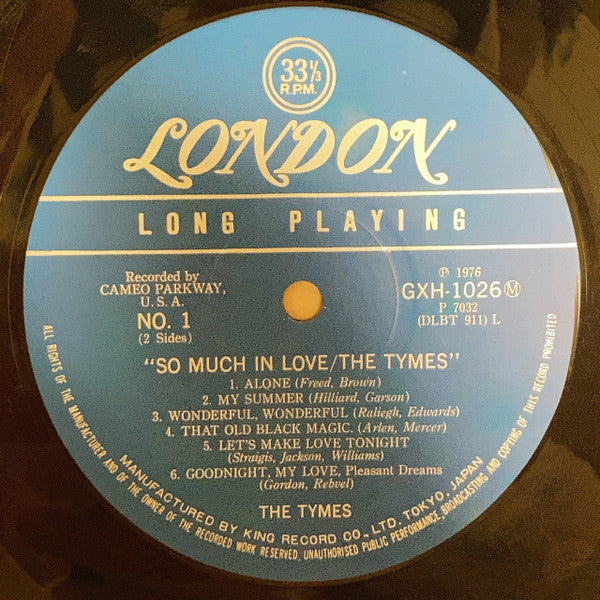 33⅓
R.P.M.
LONDON
LONG PLAYING
Recorded by
CAMEO PARKWAY,
U.S.A.
NO. 1
(2 Sides)
℗ 1976
GXH-1026 Ⓜ
P 7032
(DLBT 911) L
"SO MUCH IN LOVE/THE TYMES"
1. ALONE (Freed, Brown)
2. MY SUMMER (Hilliard, Garson)
3. WONDERFUL, WONDERFUL (Raliegh, Edwards)
4. THAT OLD BLACK MAGIC. (Arlen, Mercer)
5. LET'S MAKE LOVE TONIGHT
(Straigis, Jackson, Williams)
6. GOODNIGHT, MY LOVE, Pleasant Dreams
(Gordon, Rebvel)
THE TYMES
MANUFACTURED BY KING RECORD CO., LTD. TOKYO, JAPAN
ALL RIGHTS OF THE MANUFACTURER AND OF THE OWNER OF THE RECORDED WORK RESERVED. UNAUTHORISED PUBLIC PERFORMANCE, BROADCASTING AND COPYING OF THIS RECORD PROHIBITED